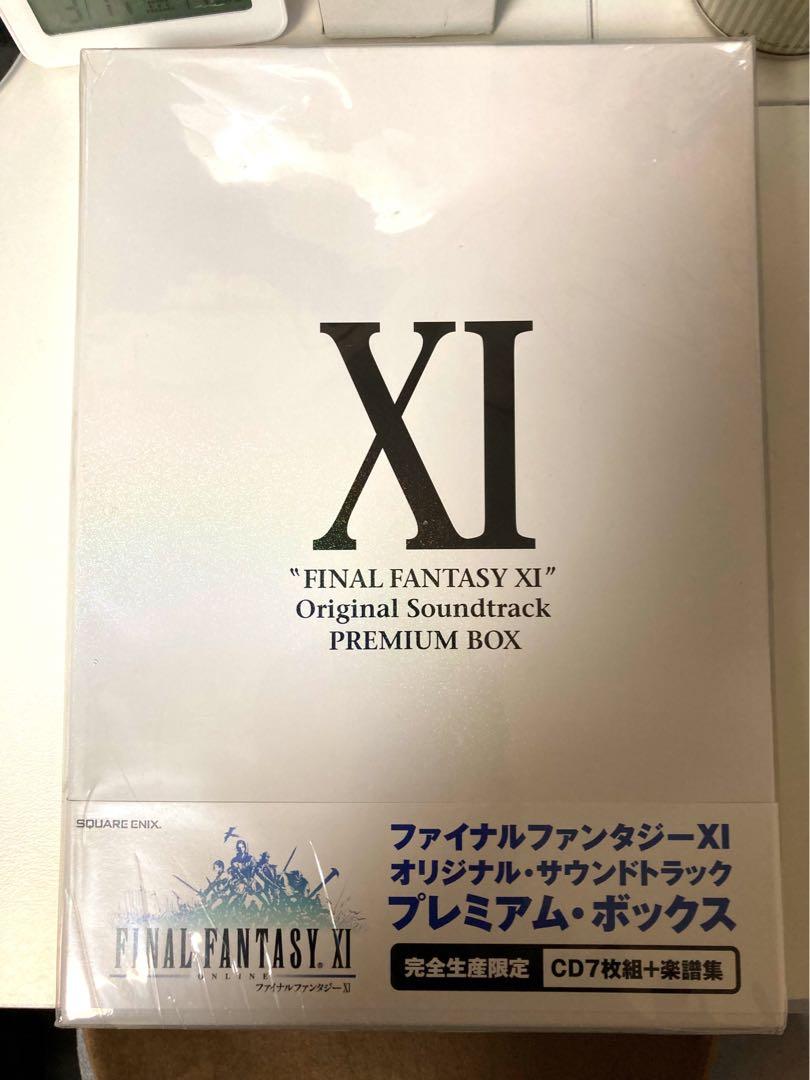 XI
"FINAL FANTASY XI"
Original Soundtrack
PREMIUM BOX
SQUARE ENIX.
FINAL FANTASY® XI
ONLINE
ファイナルファンタジーXI
ファイナルファンタジーXI
オリジナル・サウンドトラック
プレミアム・ボックス
完全生産限定 CD7枚組+楽譜集